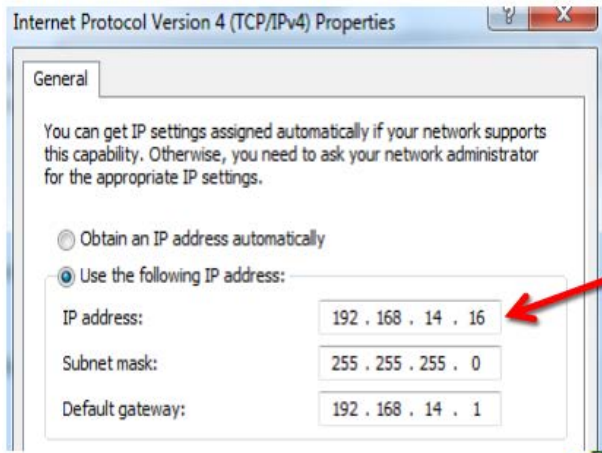 Internet Protocol Version 4 (TCP/IPv4) Properties
?
X
General
You can get IP settings assigned automatically if your network supports
this capability. Otherwise, you need to ask your network administrator
for the appropriate IP settings.
Obtain an IP address automatically
Use the following IP address:
IP address: 192 . 168 . 14 . 16
Subnet mask: 255 . 255 . 255 . 0
Default gateway: 192 . 168 . 14 . 1